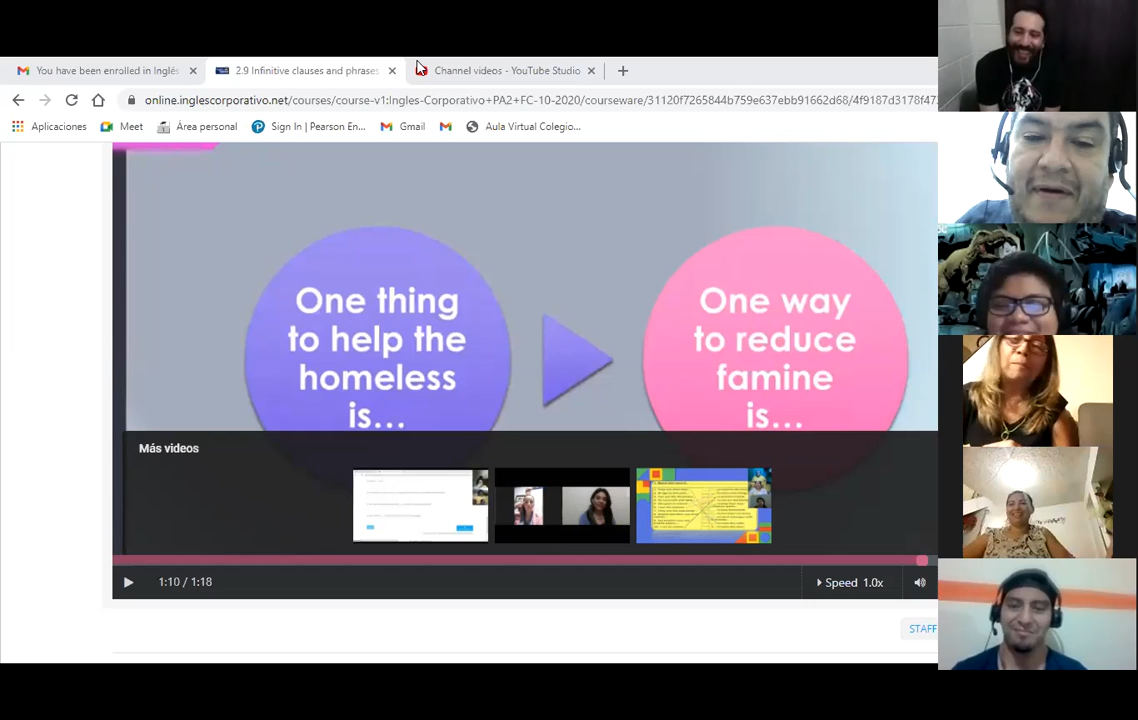 You have been enrolled in Inglés
2.9 Infinitive clauses and phrases
Channel videos - YouTube Studio
online.inglescorporativo.net/courses/course-v1:Ingles-Corporativo+PA2+FC-10-2020/courseware/31120f7265844b759e637ebb91662d68/4f9187d3178f47
Aplicaciones
Meet
Área personal
Sign In | Pearson En...
Gmail
Aula Virtual Colegio...
One thing
to help the
homeless
is...
One way
to reduce
famine
is...
Más videos
1:10 / 1:18
Speed 1.0x
STAFF